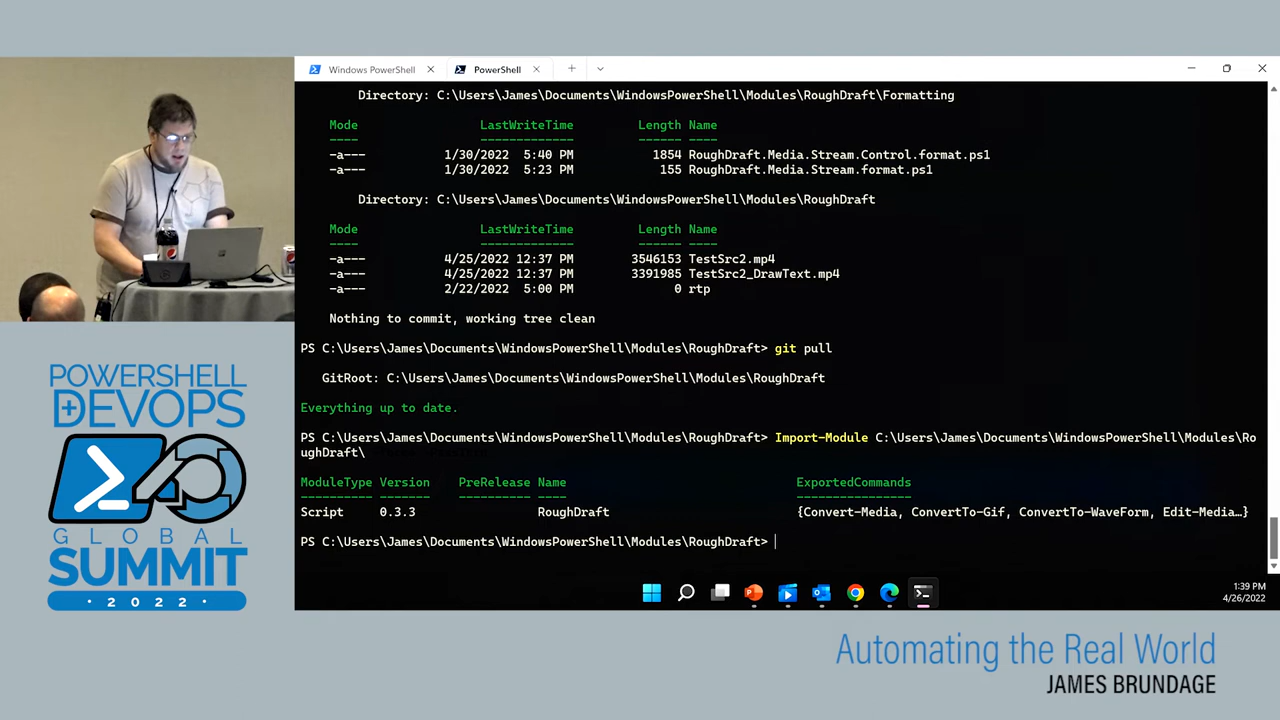 Windows PowerShell
PowerShell
Directory: C:\Users\James\Documents\WindowsPowerShell\Modules\RoughDraft\Formatting
Mode LastWriteTime Length Name
---- ------------- ------ ----
-a--- 1/30/2022 5:40 PM 1854 RoughDraft.Media.Stream.Control.format.ps1
-a--- 1/30/2022 5:23 PM 155 RoughDraft.Media.Stream.format.ps1
Directory: C:\Users\James\Documents\WindowsPowerShell\Modules\RoughDraft
Mode LastWriteTime Length Name
---- ------------- ------ ----
-a--- 4/25/2022 12:37 PM 3546153 TestSrc2.mp4
-a--- 4/25/2022 12:37 PM 3391985 TestSrc2_DrawText.mp4
-a--- 2/22/2022 5:00 PM 0 rtp
Nothing to commit, working tree clean
PS C:\Users\James\Documents\WindowsPowerShell\Modules\RoughDraft> git pull
GitRoot: C:\Users\James\Documents\WindowsPowerShell\Modules\RoughDraft
Everything up to date.
PS C:\Users\James\Documents\WindowsPowerShell\Modules\RoughDraft> Import-Module C:\Users\James\Documents\WindowsPowerShell\Modules\Ro
ughDraft\
ModuleType Version PreRelease Name ExportedCommands
---------- ------- ---------- ---- ----------------
Script 0.3.3 RoughDraft {Convert-Media, ConvertTo-Gif, ConvertTo-WaveForm, Edit-Media…}
PS C:\Users\James\Documents\WindowsPowerShell\Modules\RoughDraft>
1:39 PM
4/26/2022
POWERSHELL
DEVOPS
GLOBAL
SUMMIT
· 2022 ·
Automating the Real World
JAMES BRUNDAGE